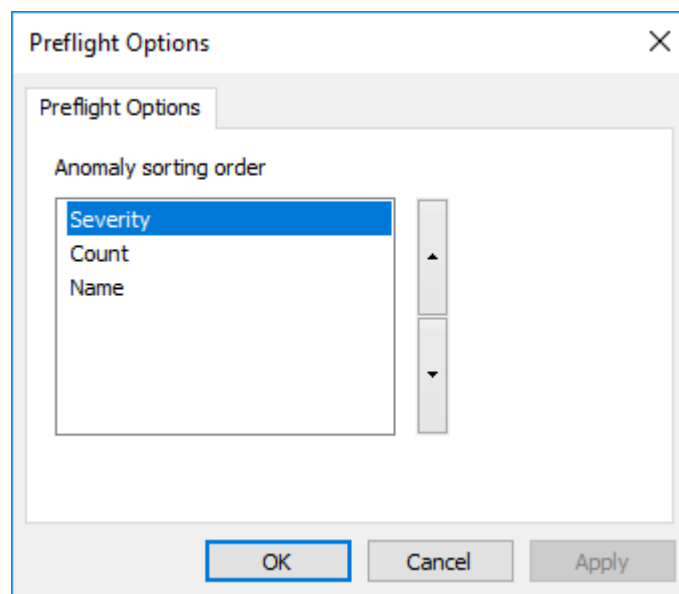 Preflight Options
Preflight Options
Anomaly sorting order
Severity
Count
Name
OK Cancel Apply